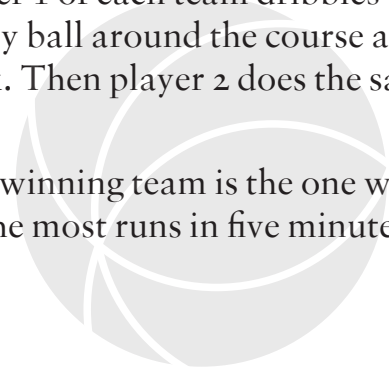 er 1 of each team dribbles
y ball around the course a
. Then player 2 does the sa
winning team is the one w
e most runs in five minute